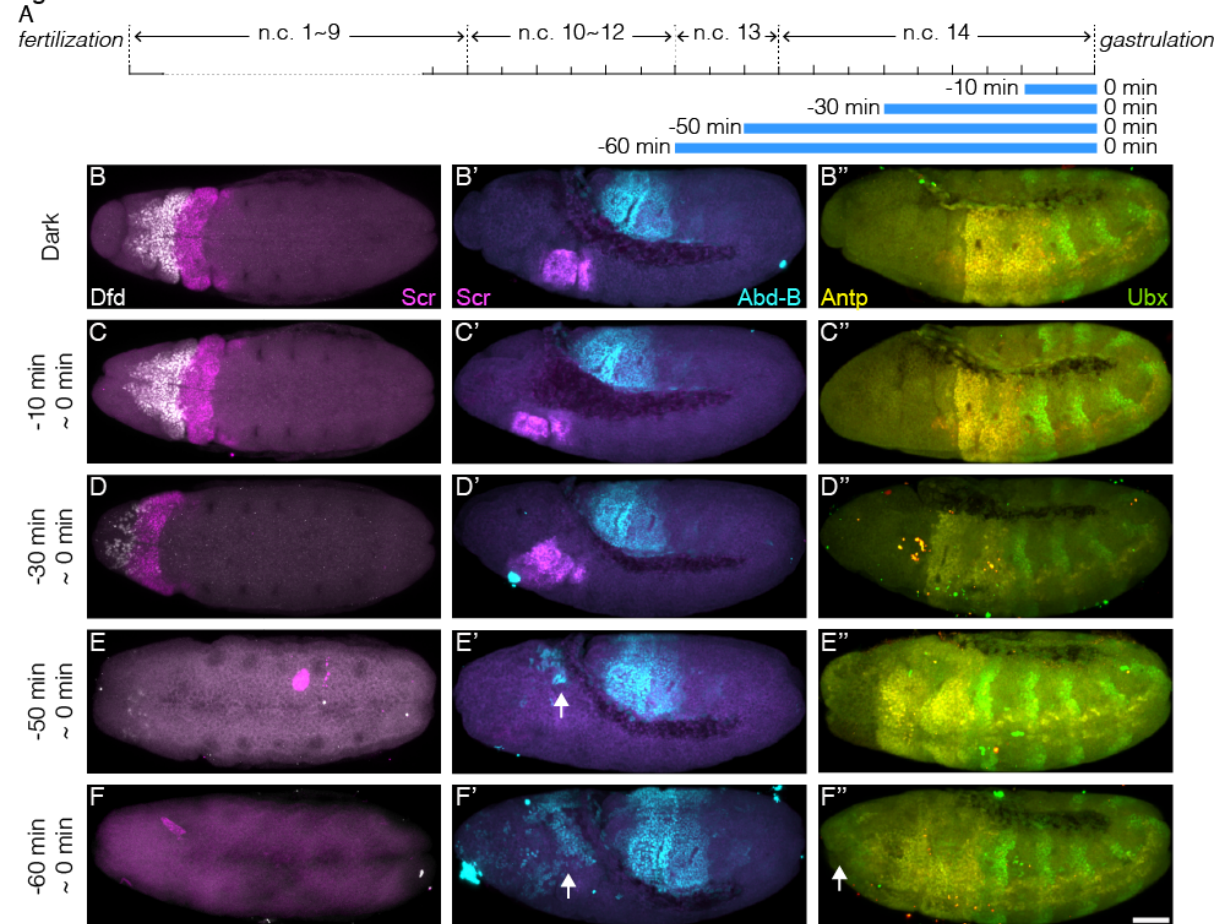 A
fertilization n.c. 1~9 n.c. 10~12 n.c. 13 n.c. 14 gastrulation
-10 min 0 min
-30 min 0 min
-50 min 0 min
-60 min 0 min
Dark
B B’ B’’
Dfd Scr Scr Abd-B Antp Ubx
-10 min
~ 0 min
C C’ C’’
-30 min
~ 0 min
D D’ D’’
-50 min
~ 0 min
E E’ E’’
-60 min
~ 0 min
F F’ F’’